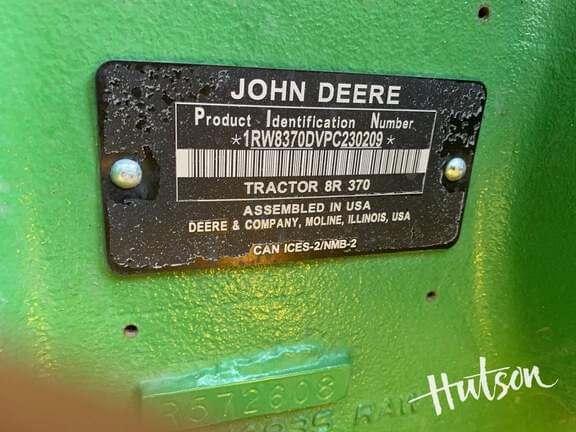 JOHN DEERE
Product Identification Number
*1RW8370DVPC230209*
TRACTOR 8R 370
ASSEMBLED IN USA
DEERE & COMPANY, MOLINE, ILLINOIS, USA
CAN ICES-2/NMB-2
R572608
Hutson